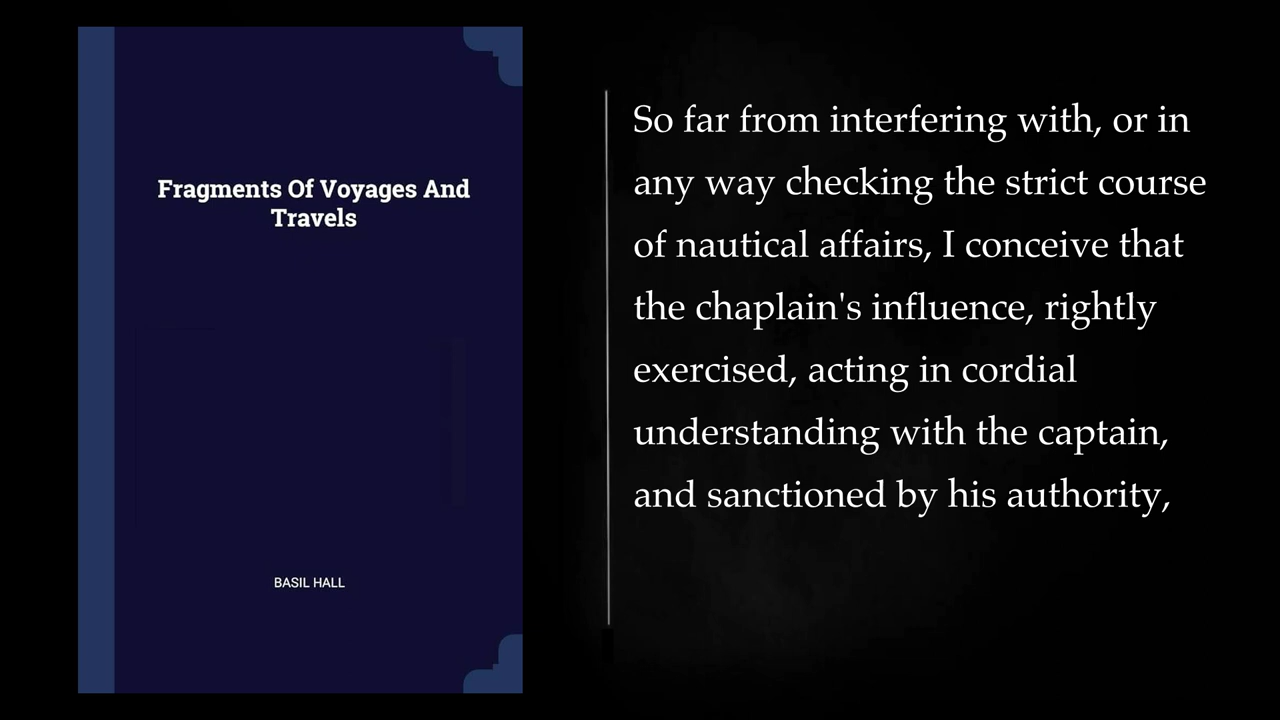 Fragments Of Voyages And
Travels
BASIL HALL
So far from interfering with, or in
any way checking the strict course
of nautical affairs, I conceive that
the chaplain's influence, rightly
exercised, acting in cordial
understanding with the captain,
and sanctioned by his authority,